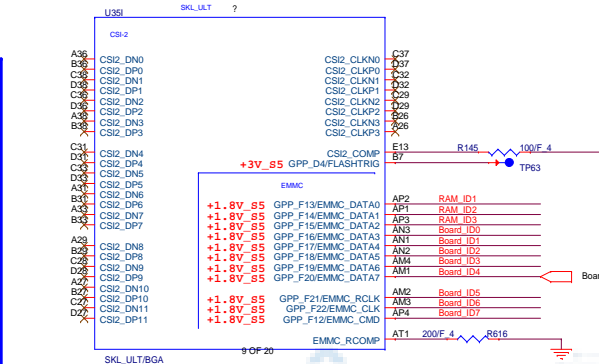 U35I SKL_ULT ?
CSI-2
A36 CSI2_DN0 CSI2_CLKN0 C37
B36 CSI2_DP0 CSI2_CLKP0 D37
C38 CSI2_DN1 CSI2_CLKN1 C32
D38 CSI2_DP1 CSI2_CLKP1 D32
C36 CSI2_DN2 CSI2_CLKN2 C29
D36 CSI2_DP2 CSI2_CLKP2 D29
A38 CSI2_DN3 CSI2_CLKN3 B26
B38 CSI2_DP3 CSI2_CLKP3 A26
C31 CSI2_DN4 CSI2_COMP E13 R145 100/F_4
D31 CSI2_DP4 +3V_S5 GPP_D4/FLASHTRIG B7 TP63
C33 CSI2_DN5
D33 CSI2_DP5 EMMC
A31 CSI2_DN6
B31 CSI2_DP6 +1.8V_S5 GPP_F13/EMMC_DATA0 AP2 RAM_ID1
A33 CSI2_DN7 +1.8V_S5 GPP_F14/EMMC_DATA1 AP1 RAM_ID2
B33 CSI2_DP7 +1.8V_S5 GPP_F15/EMMC_DATA2 AP3 RAM_ID3
+1.8V_S5 GPP_F16/EMMC_DATA3 AN3 Board_ID0
A29 CSI2_DN8 +1.8V_S5 GPP_F17/EMMC_DATA4 AN1 Board_ID1
B29 CSI2_DP8 +1.8V_S5 GPP_F18/EMMC_DATA5 AN2 Board_ID2
C28 CSI2_DN9 +1.8V_S5 GPP_F19/EMMC_DATA6 AM4 Board_ID3
D28 CSI2_DP9 +1.8V_S5 GPP_F20/EMMC_DATA7 AM1 Board_ID4 Boar
A27 CSI2_DN10
B27 CSI2_DP10 +1.8V_S5 GPP_F21/EMMC_RCLK AM2 Board_ID5
C27 CSI2_DN11 +1.8V_S5 GPP_F22/EMMC_CLK AM3 Board_ID6
D27 CSI2_DP11 +1.8V_S5 GPP_F12/EMMC_CMD AP4 Board_ID7
EMMC_RCOMP AT1 200/F_4 R616
9 OF 20
SKL_ULT/BGA